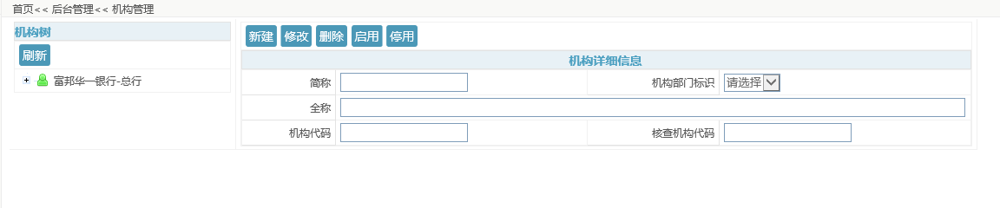 首页<< 后台管理<< 机构管理
机构树
刷新
富邦华一银行-总行
新建 修改 删除 启用 停用
机构详细信息
简称 机构部门标识 请选择
全称
机构代码 核查机构代码